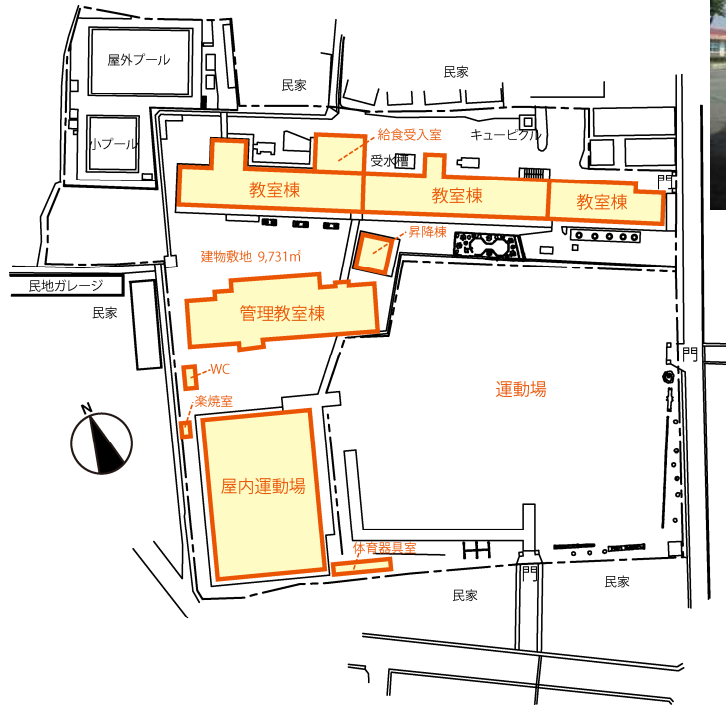 屋外プール
民家
民家
小プール
給食受入室
キュービクル
受水槽
門
教室棟
教室棟
教室棟
昇降棟
建物敷地 9,731㎡
民地ガレージ
民家
管理教室棟
門
WC
楽焼室
運動場
N
屋内運動場
体育器具室
門
民家
民家